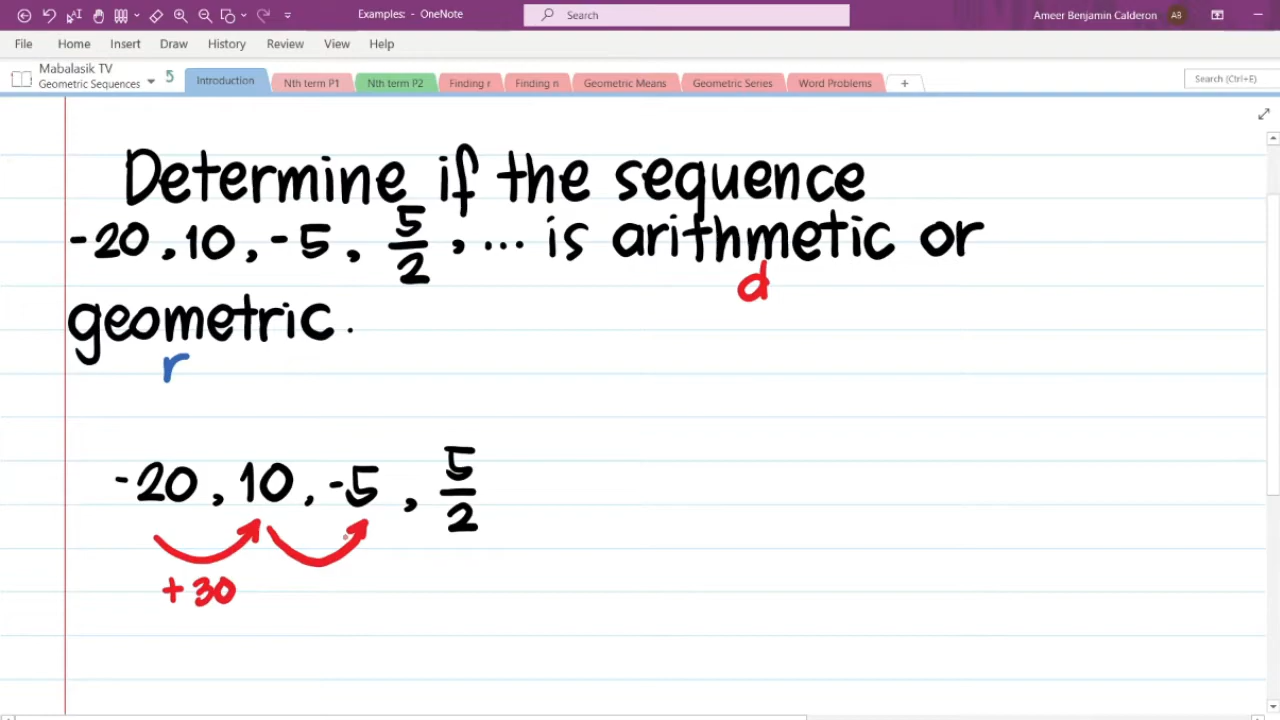 Examples: - OneNote
Search
Ameer Benjamin Calderon
AB
File Home Insert Draw History Review View Help
Mabalasik TV
Geometric Sequences
Introduction Nth term P1 Nth term P2 Finding r Finding n Geometric Means Geometric Series Word Problems +
Search (Ctrl+E)
Determine if the sequence
-20, 10, -5, 5/2, ... is arithmetic or
d
geometric.
r
-20, 10, -5, 5/2
+30